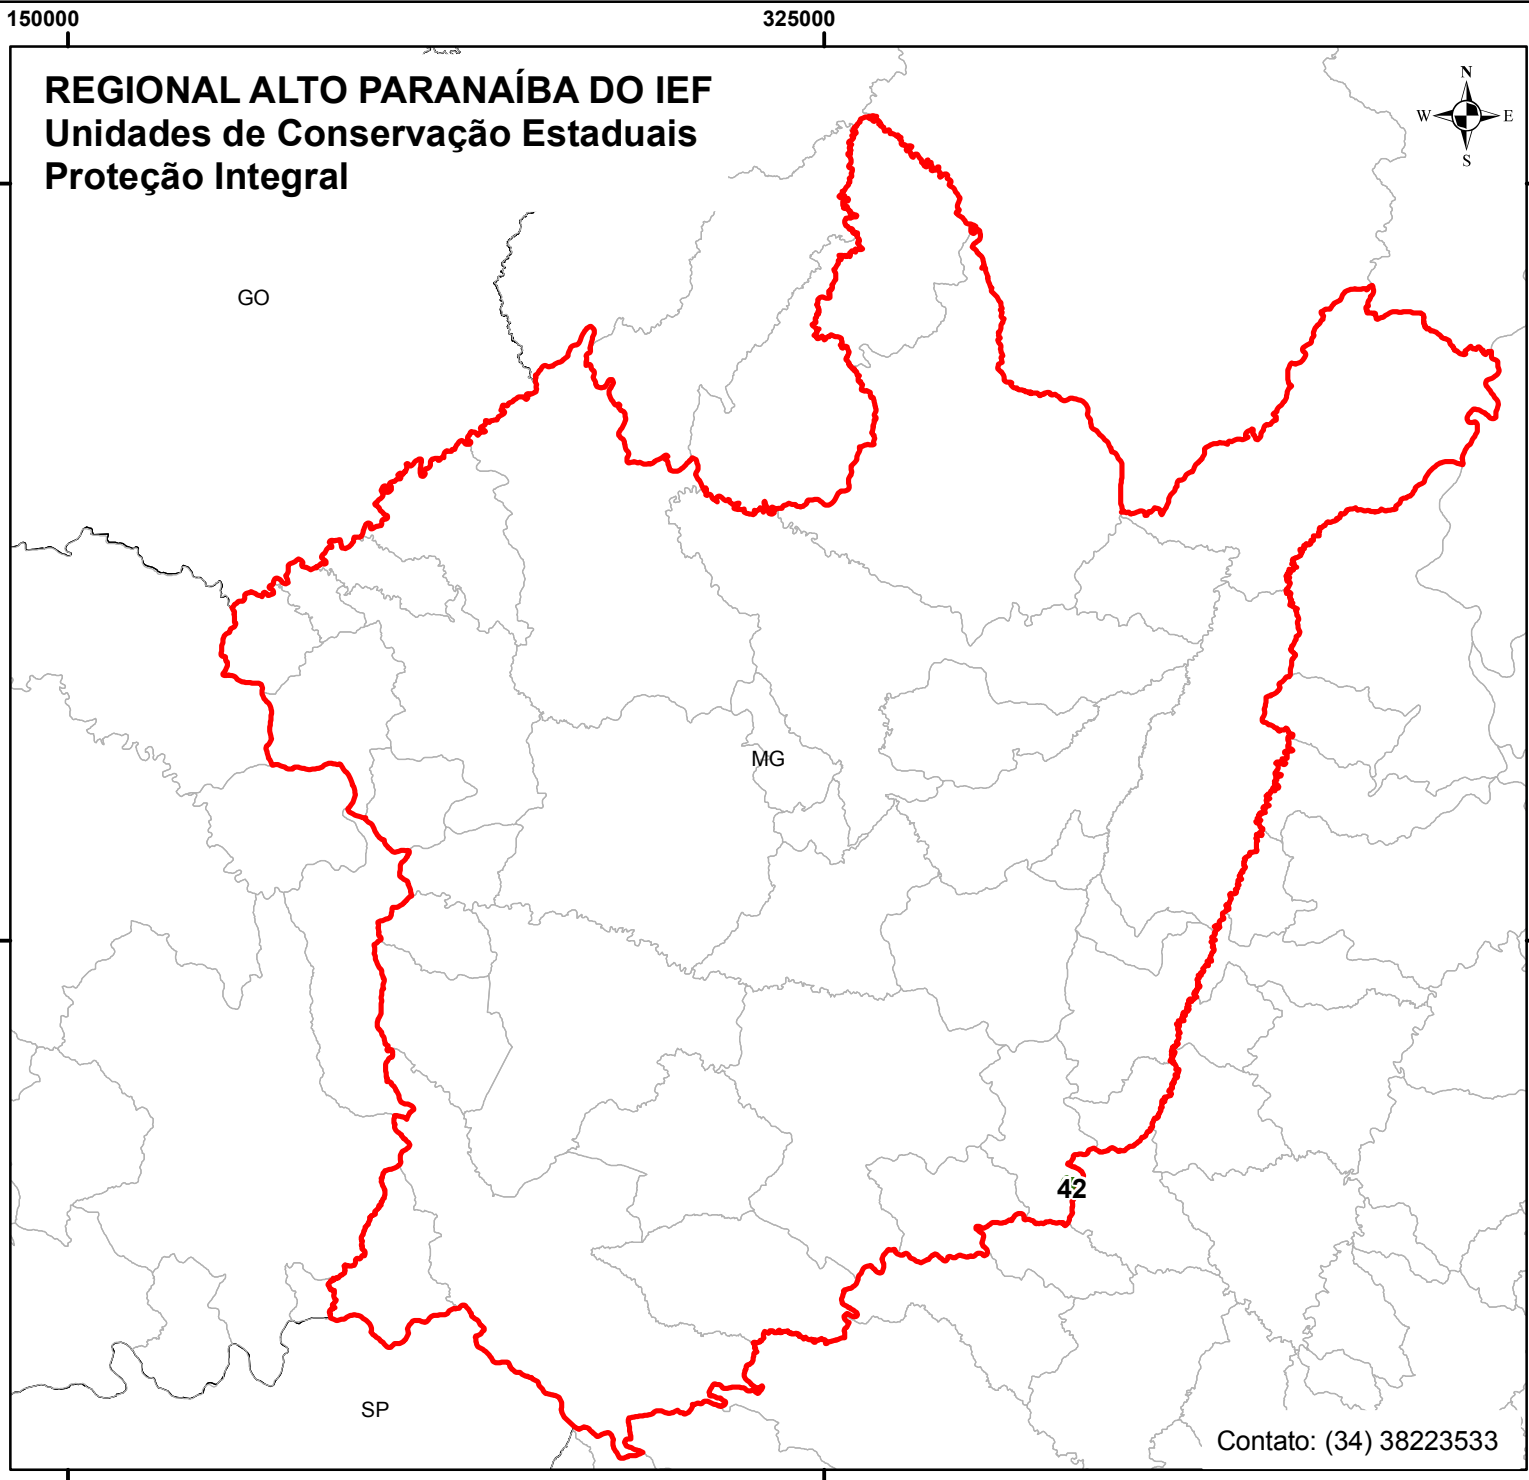 150000
325000
REGIONAL ALTO PARANAÍBA DO IEF
Unidades de Conservação Estaduais
Proteção Integral
N
W E
S
GO
MG
42
SP
Contato: (34) 38223533